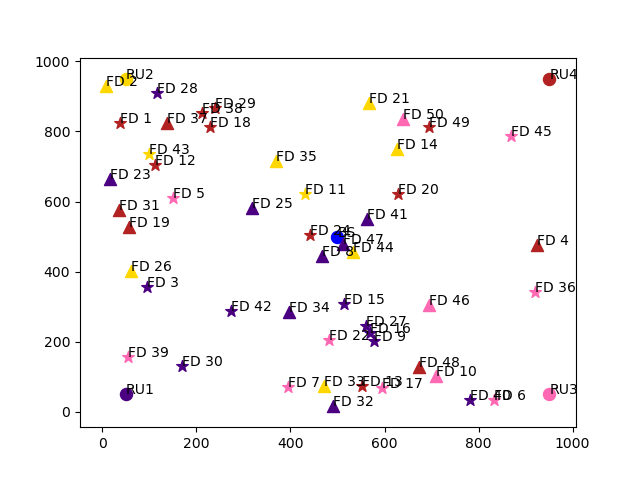 1000
800
600
400
200
0
0
200
400
600
800
1000
RU2
RU4
FD 2
FD 28
FD 29
FD 38
FD 1
FD 37
FD 18
FD 21
FD 50
FD 49
FD 45
FD 43
FD 12
FD 35
FD 14
FD 23
FD 5
FD 11
FD 20
FD 31
FD 25
FD 19
FD 41
FD 24
BS
FD 47
FD 44
FD 8
FD 4
FD 26
FD 3
FD 36
FD 42
FD 34
FD 15
FD 46
FD 27
FD 16
FD 9
FD 22
FD 39
FD 30
FD 48
FD 10
RU1
FD 7
FD 33
FD 13
FD 17
FD 32
FD 40
FD 6
RU3